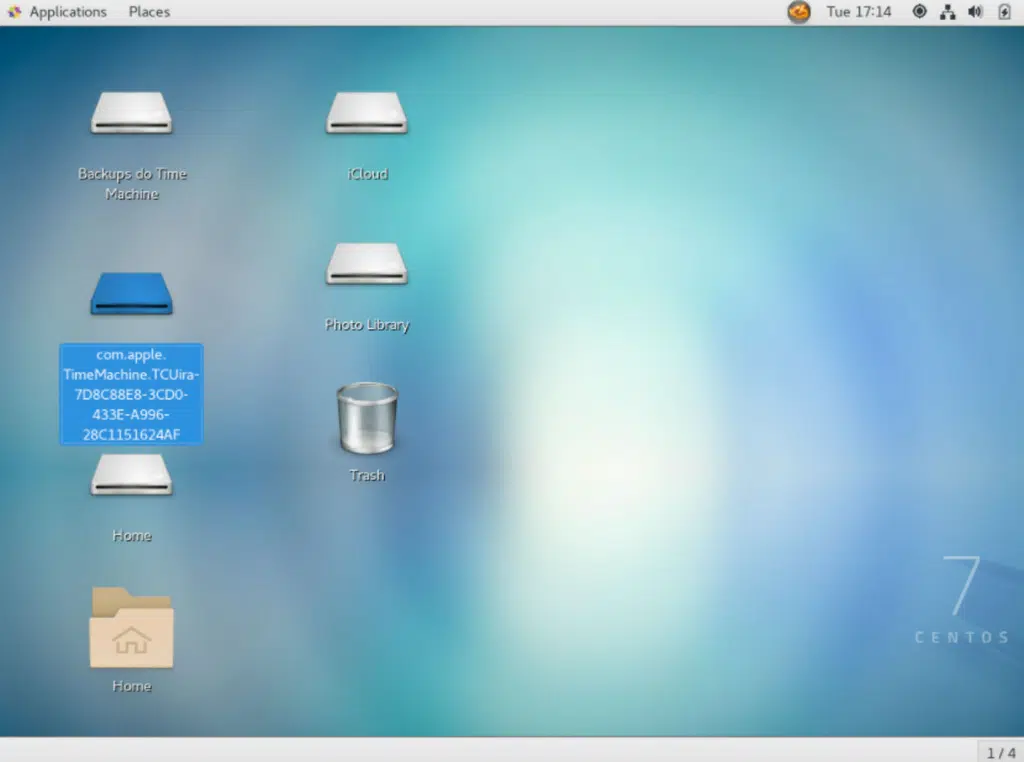 Applications Places
Tue 17:14
Backups do Time
Machine
iCloud
Photo Library
com.apple.
TimeMachine.TCUira-
7D8C88E8-3CD0-
433E-A996-
28C1151624AF
Trash
Home
Home
7
CENTOS
1 / 4